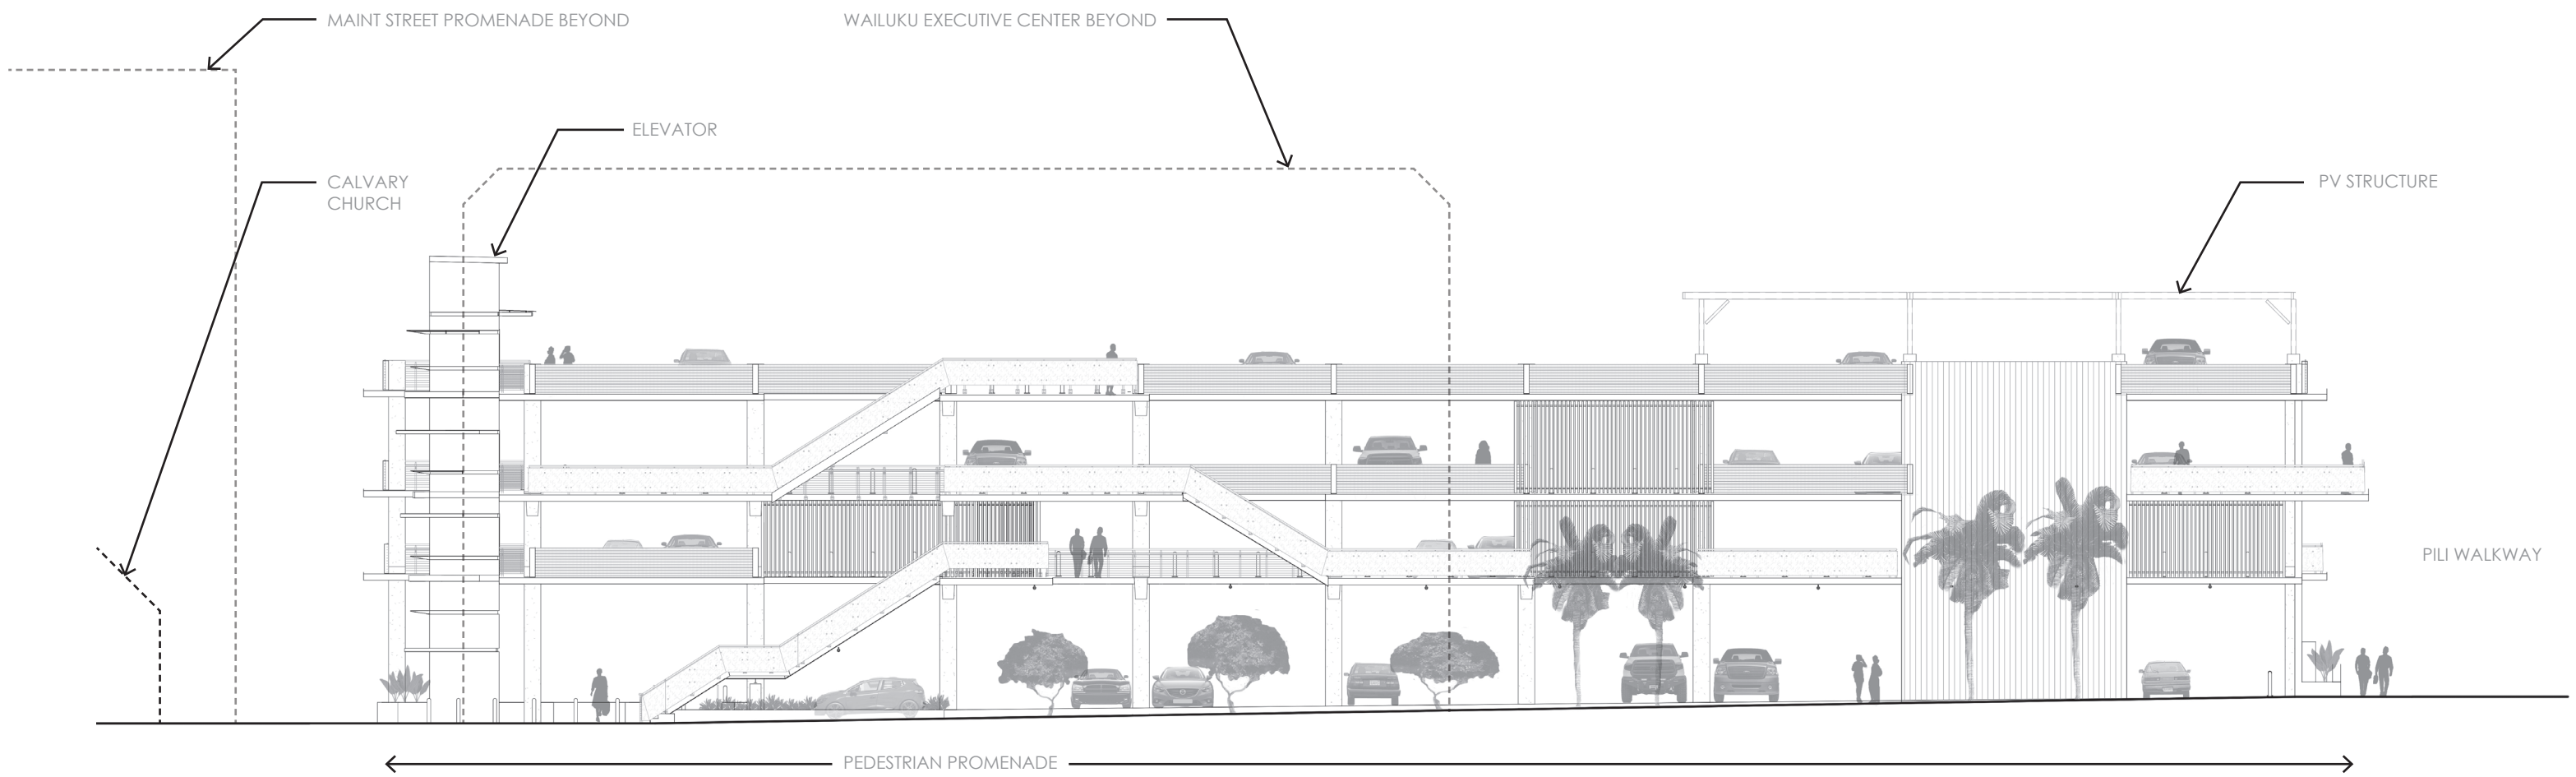 MAINT STREET PROMENADE BEYOND
WAILUKU EXECUTIVE CENTER BEYOND
ELEVATOR
CALVARY
CHURCH
PV STRUCTURE
PILI WALKWAY
PEDESTRIAN PROMENADE